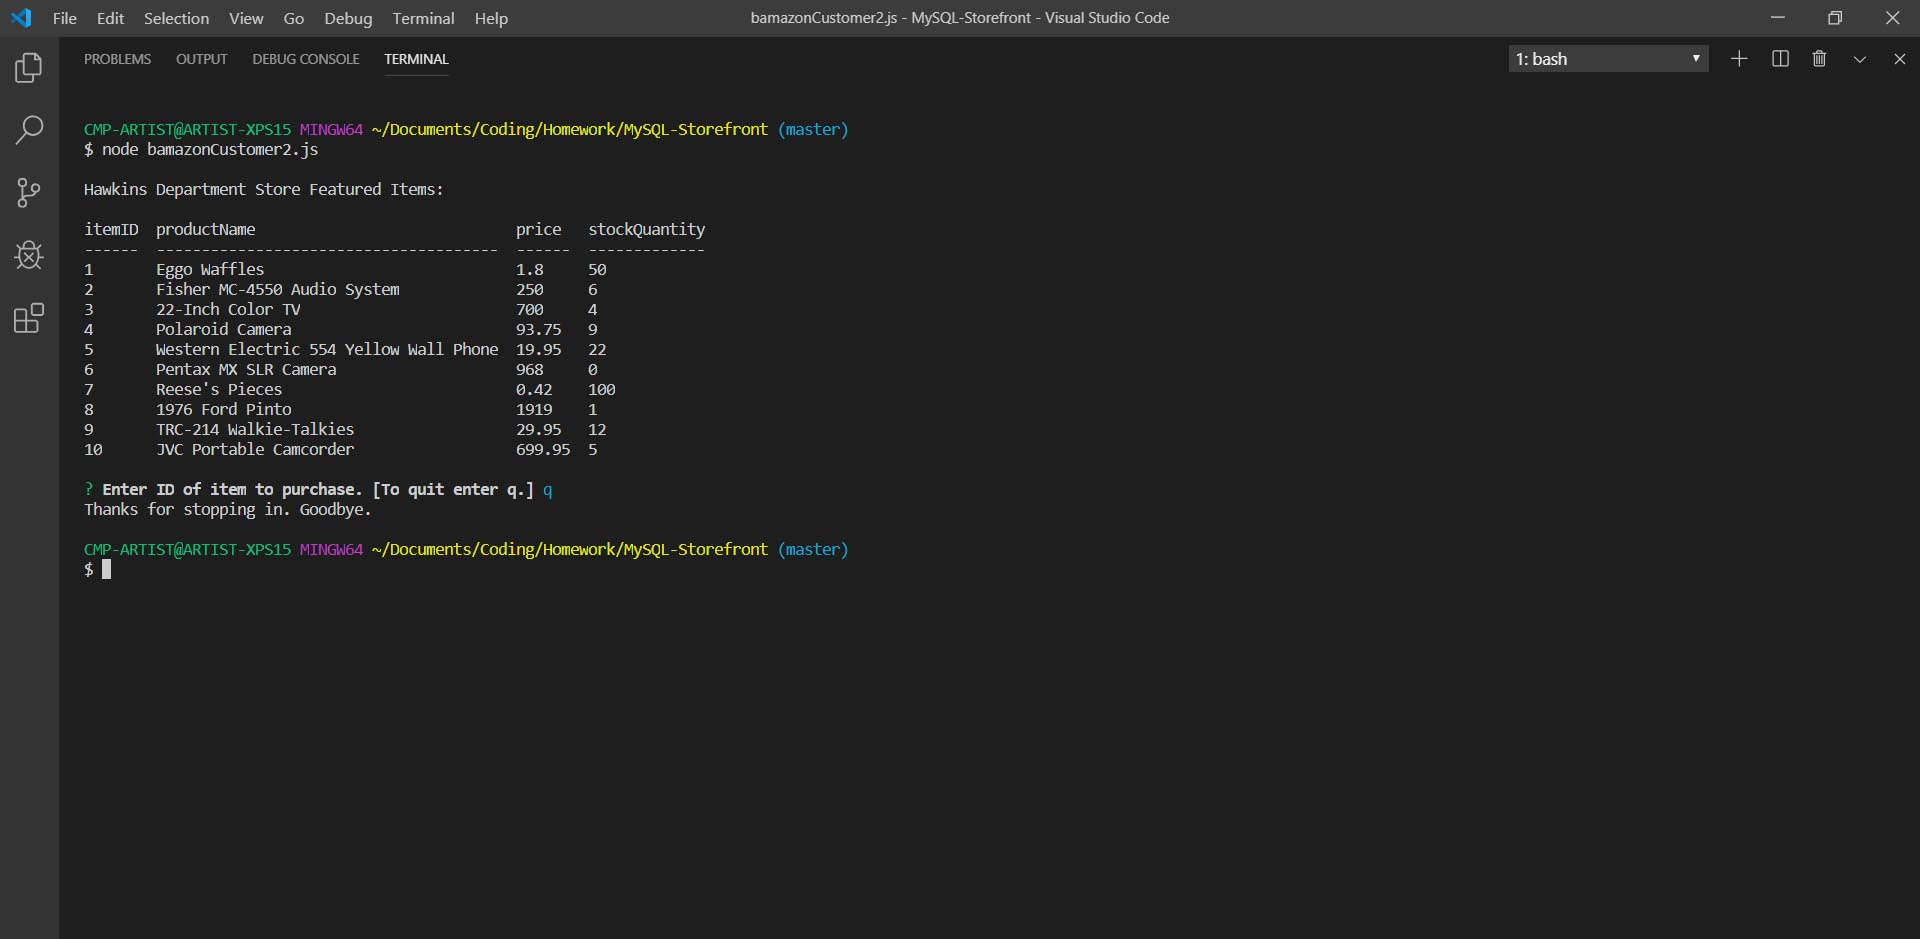 File Edit Selection View Go Debug Terminal Help bamazonCustomer2.js - MySQL-Storefront - Visual Studio Code
PROBLEMS OUTPUT DEBUG CONSOLE TERMINAL 1: bash
CMP-ARTIST@ARTIST-XPS15 MINGW64 ~/Documents/Coding/Homework/MySQL-Storefront (master)
$ node bamazonCustomer2.js
Hawkins Department Store Featured Items:
itemID  productName                             price   stockQuantity
------  --------------------------------------  ------  -------------
1       Eggo Waffles                            1.8     50
2       Fisher MC-4550 Audio System             250     6
3       22-Inch Color TV                        700     4
4       Polaroid Camera                         93.75   9
5       Western Electric 554 Yellow Wall Phone  19.95   22
6       Pentax MX SLR Camera                    968     0
7       Reese's Pieces                          0.42    100
8       1976 Ford Pinto                         1919    1
9       TRC-214 Walkie-Talkies                  29.95   12
10      JVC Portable Camcorder                  699.95  5
? Enter ID of item to purchase. [To quit enter q.] q
Thanks for stopping in. Goodbye.
CMP-ARTIST@ARTIST-XPS15 MINGW64 ~/Documents/Coding/Homework/MySQL-Storefront (master)
$